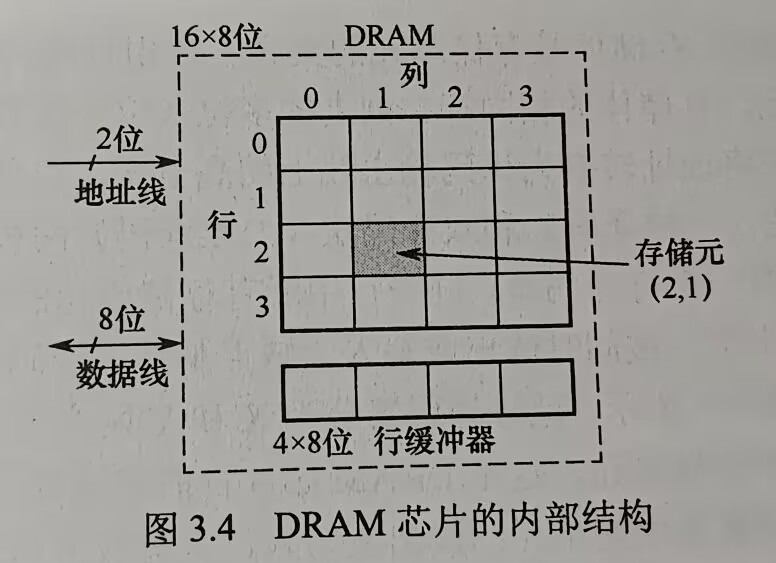 16×8位 DRAM
列
0 1 2 3
0
2位
地址线
1
行
2
存储元
(2,1)
3
8位
数据线
4×8位 行缓冲器
图 3.4 DRAM 芯片的内部结构